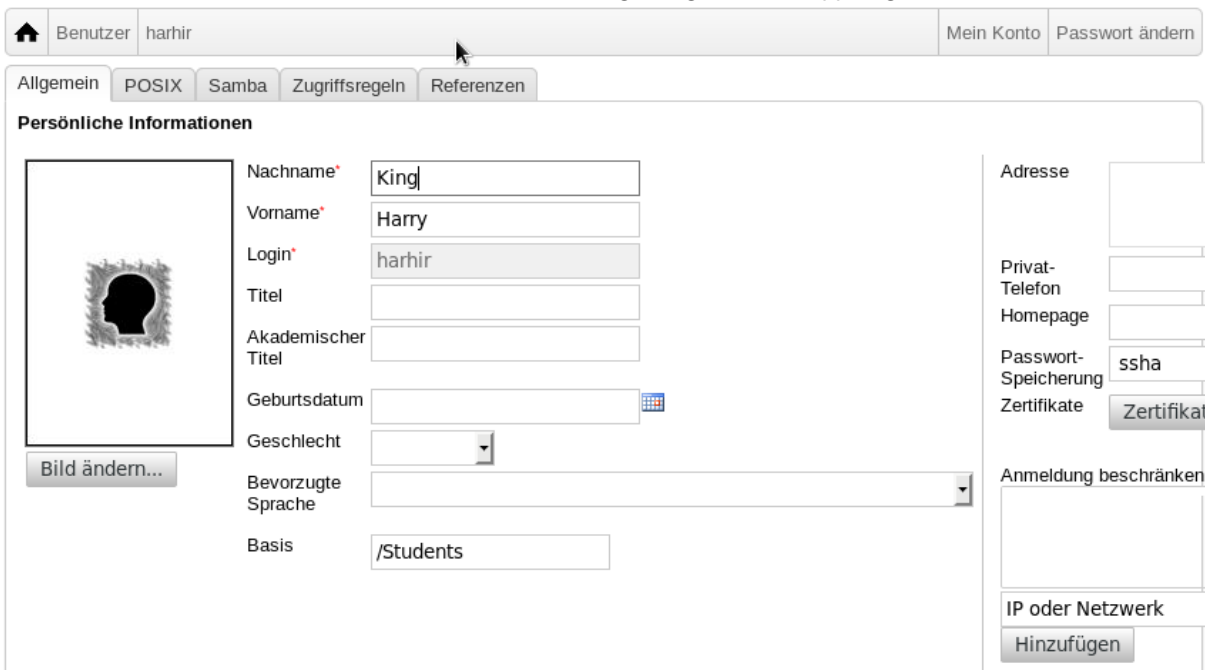 Benutzer harhir Mein Konto Passwort ändern
Allgemein POSIX Samba Zugriffsregeln Referenzen
Persönliche Informationen
Nachname* King
Vorname* Harry
Login* harhir
Titel
Akademischer
Titel
Geburtsdatum
Geschlecht
Bevorzugte
Sprache
Basis /Students
Bild ändern...
Adresse
Privat-
Telefon
Homepage
Passwort-
Speicherung ssha
Zertifikate Zertifikat
Anmeldung beschränken
IP oder Netzwerk
Hinzufügen